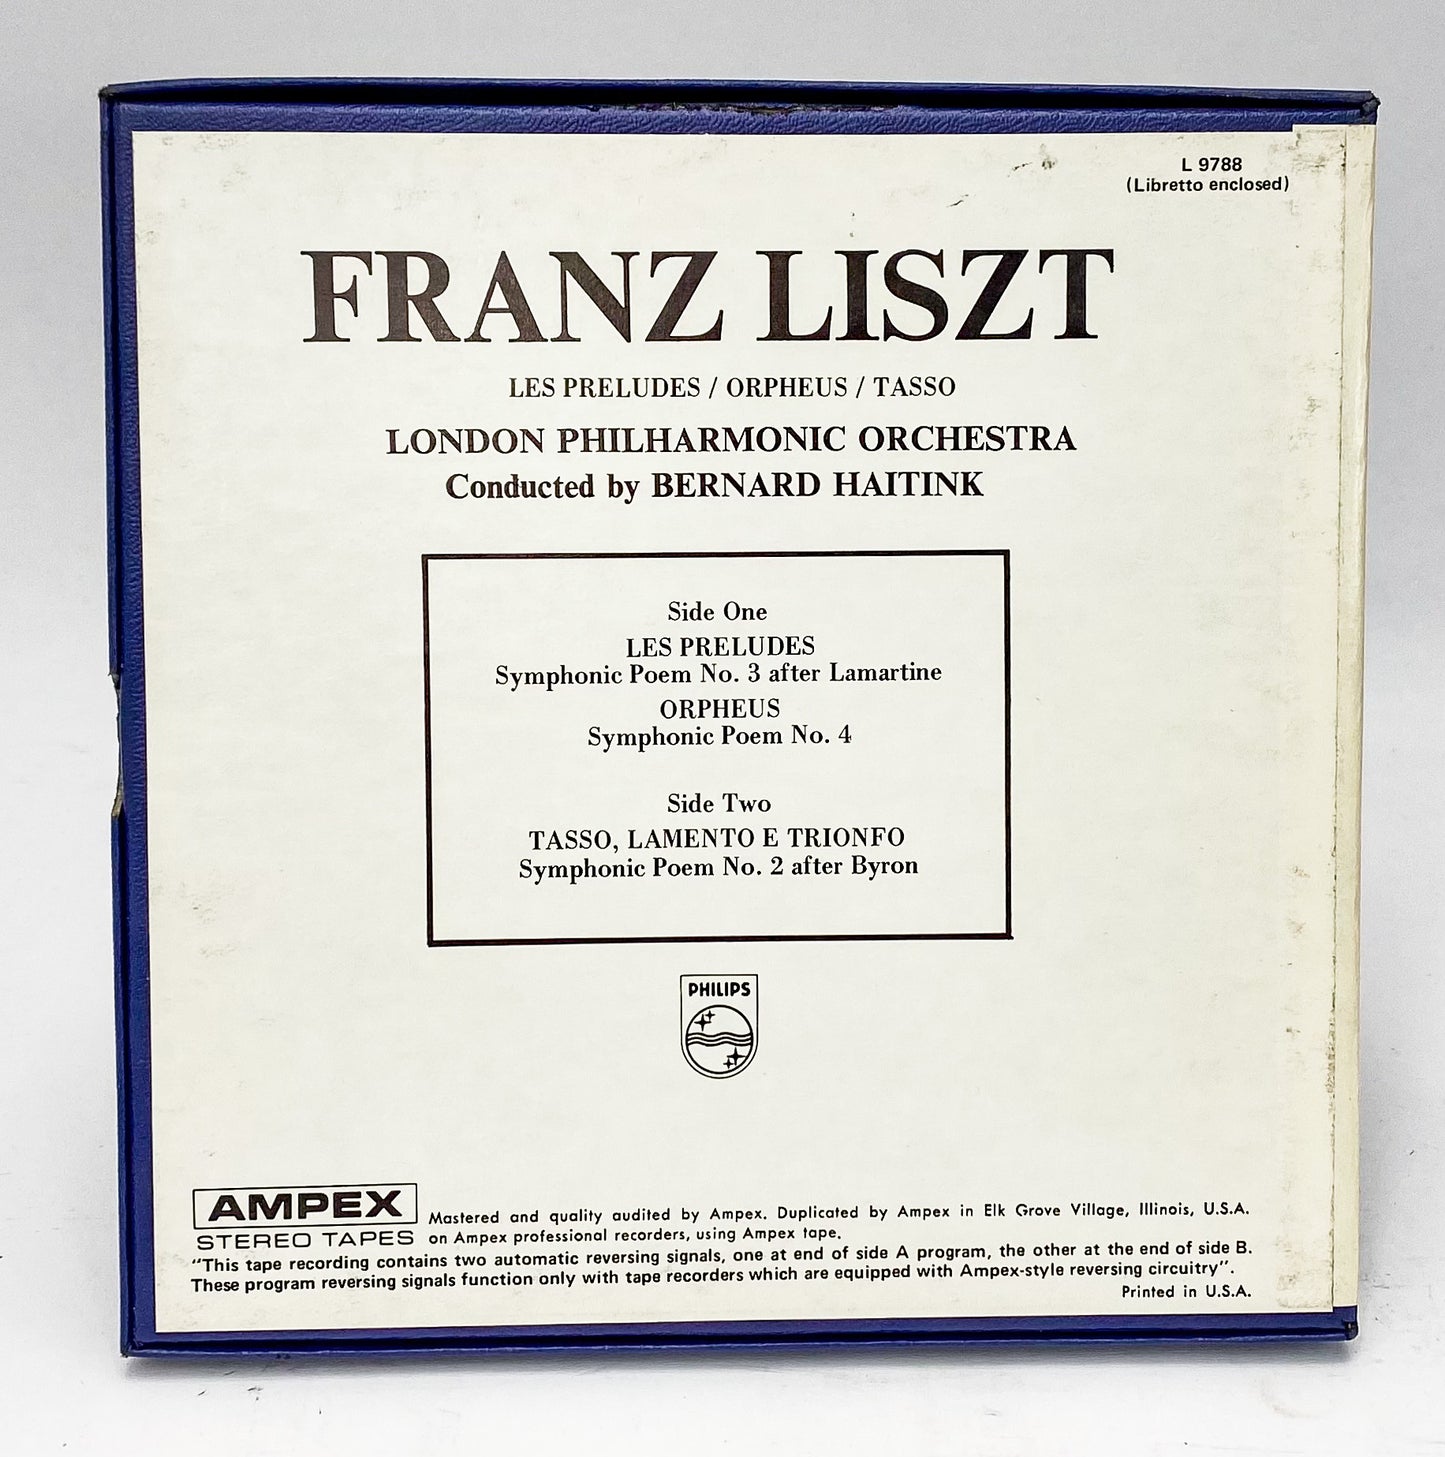 L 9788
(Libretto enclosed)
FRANZ LISZT
LES PRELUDES / ORPHEUS / TASSO
LONDON PHILHARMONIC ORCHESTRA
Conducted by BERNARD HAITINK
Side One
LES PRELUDES
Symphonic Poem No. 3 after Lamartine
ORPHEUS
Symphonic Poem No. 4
Side Two
TASSO, LAMENTO E TRIONFO
Symphonic Poem No. 2 after Byron
PHILIPS
AMPEX
STEREO TAPES
Mastered and quality audited by Ampex. Duplicated by Ampex in Elk Grove Village, Illinois, U.S.A.
on Ampex professional recorders, using Ampex tape.
"This tape recording contains two automatic reversing signals, one at end of side A program, the other at the end of side B.
These program reversing signals function only with tape recorders which are equipped with Ampex-style reversing circuitry".
Printed in U.S.A.